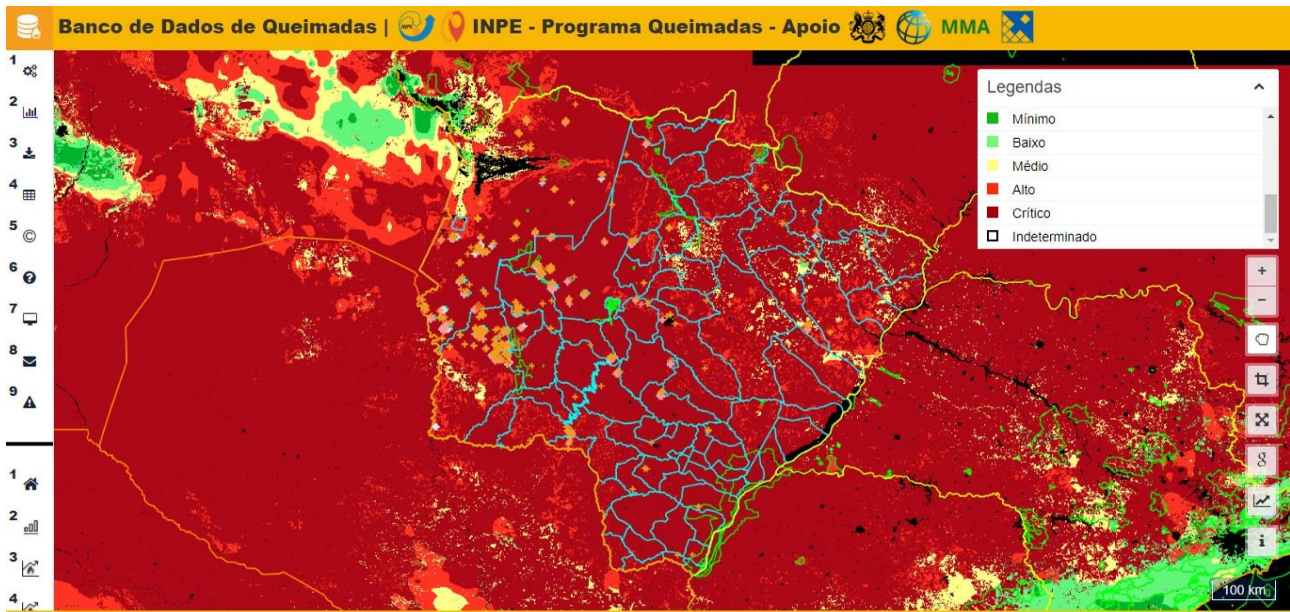 Banco de Dados de Queimadas | INPE - Programa Queimadas - Apoio MMA
1
2
3
4
5
6
7
8
9
1
2
3
4
Legendas
Mínimo
Baixo
Médio
Alto
Crítico
Indeterminado
+
−
8
i
100 km